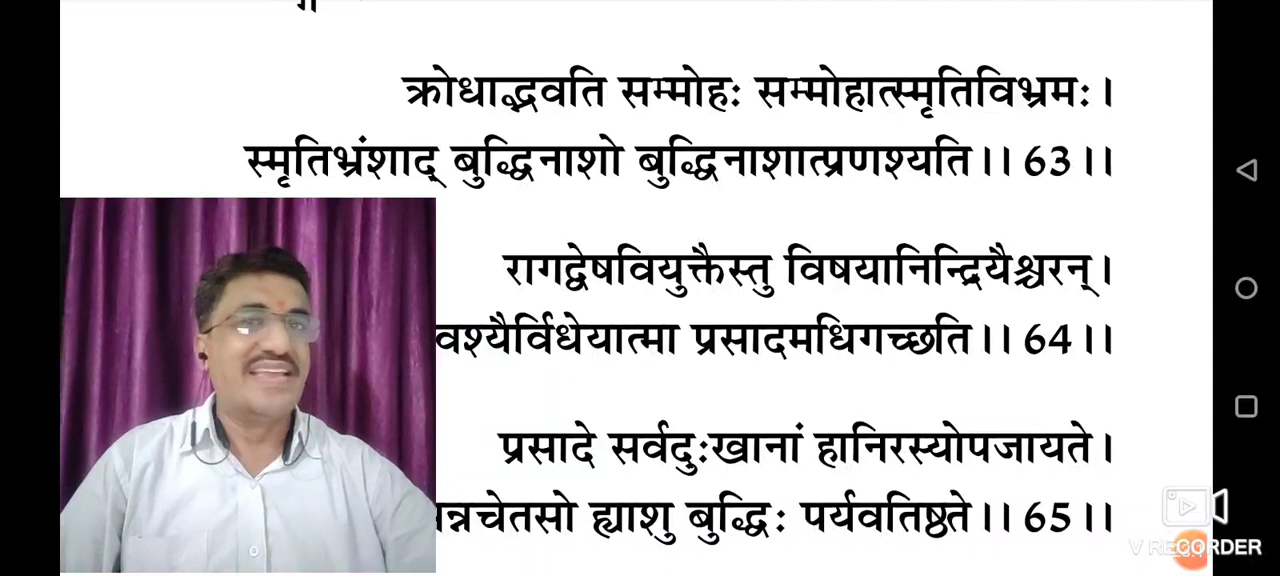 क्रोधाद्भवति सम्मोहः सम्मोहात्स्मृतिविभ्रमः।
स्मृतिभ्रंशाद् बुद्धिनाशो बुद्धिनाशात्प्रणश्यति।। 63।।
रागद्वेषवियुक्तैस्तु विषयानिन्द्रियैश्चरन्।
वश्यैर्विधेयात्मा प्रसादमधिगच्छति।। 64।।
प्रसादे सर्वदुःखानां हानिरस्योपजायते।
न्नचेतसो ह्याशु बुद्धिः पर्यवतिष्ठते।। 65।।
V RECORDER